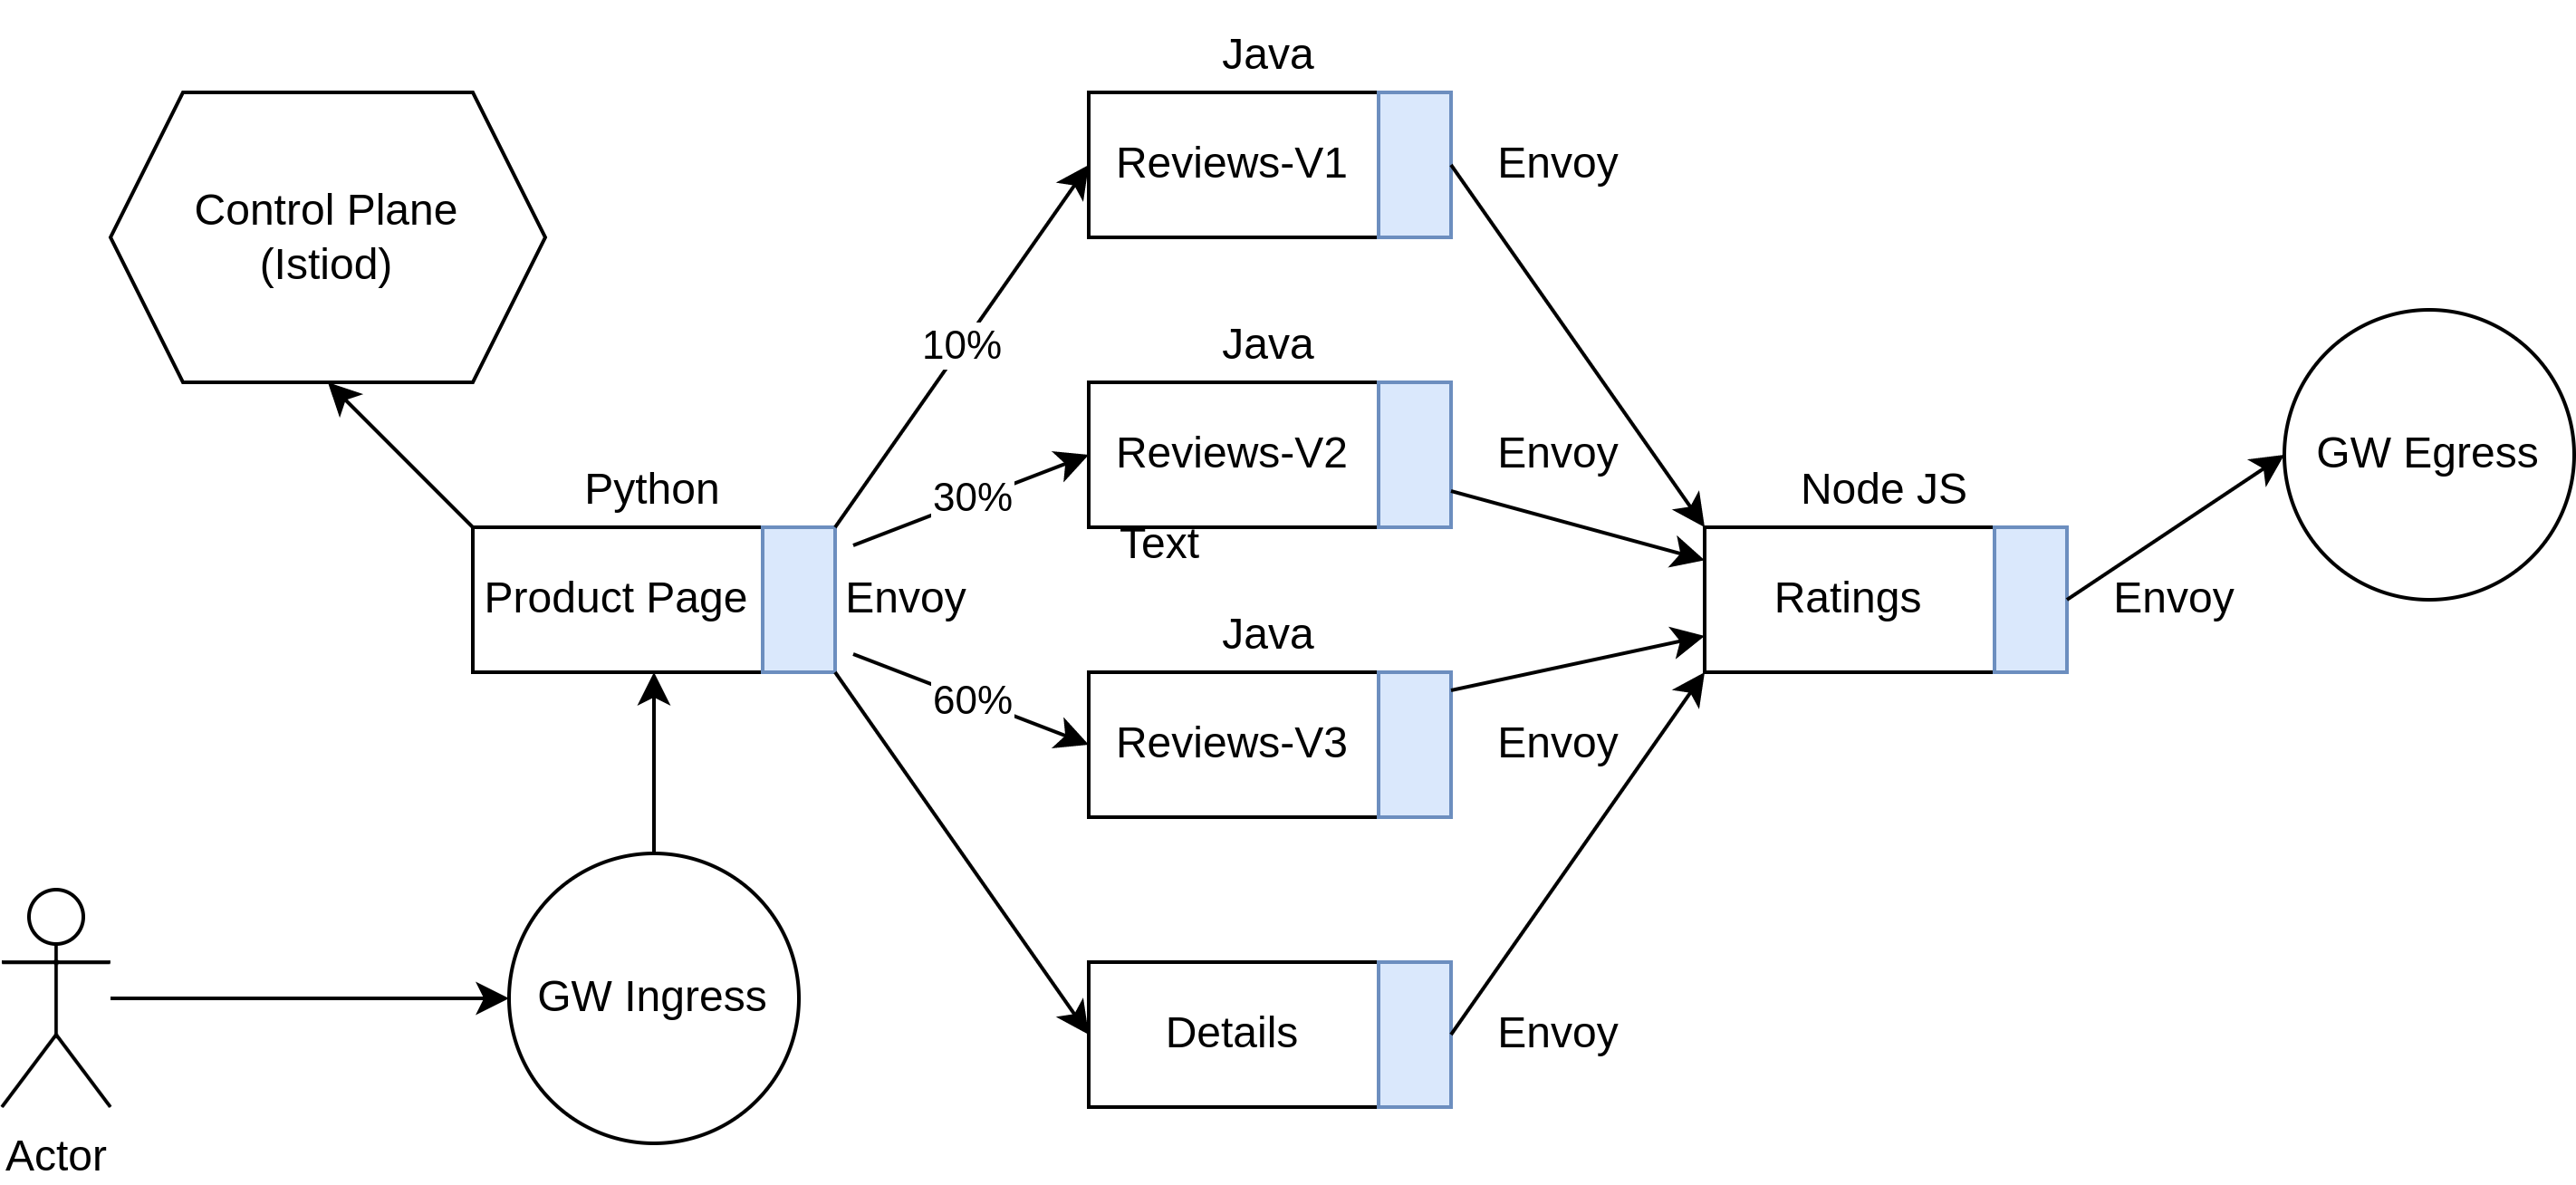 Java
Reviews-V1
Envoy
Control Plane
(Istiod)
10%
Java
Reviews-V2
Envoy
GW Egress
Python
30%
Node JS
Text
Product Page
Envoy
Ratings
Envoy
Java
60%
Reviews-V3
Envoy
GW Ingress
Details
Envoy
Actor